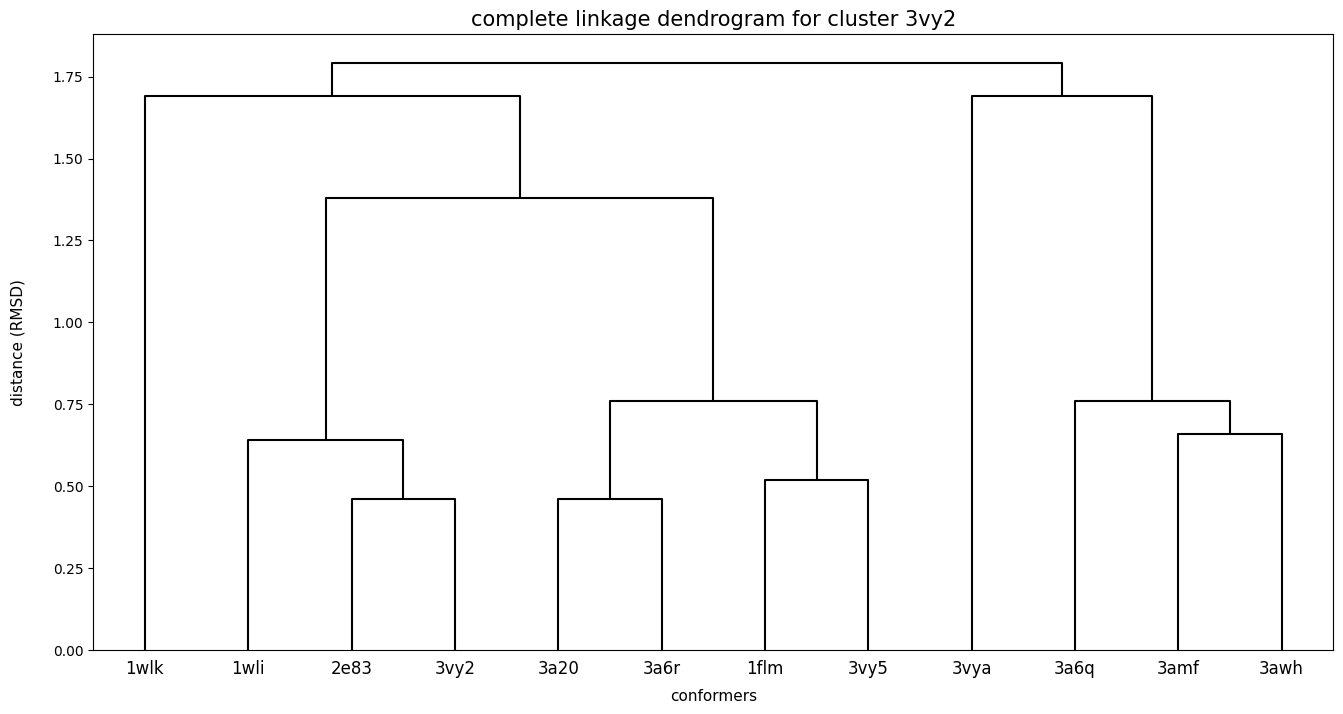 complete linkage dendrogram for cluster 3vy2
1.75
1.50
1.25
1.00
0.75
0.50
0.25
0.00
distance (RMSD)
1wlk 1wli 2e83 3vy2 3a20 3a6r 1flm 3vy5 3vya 3a6q 3amf 3awh
conformers